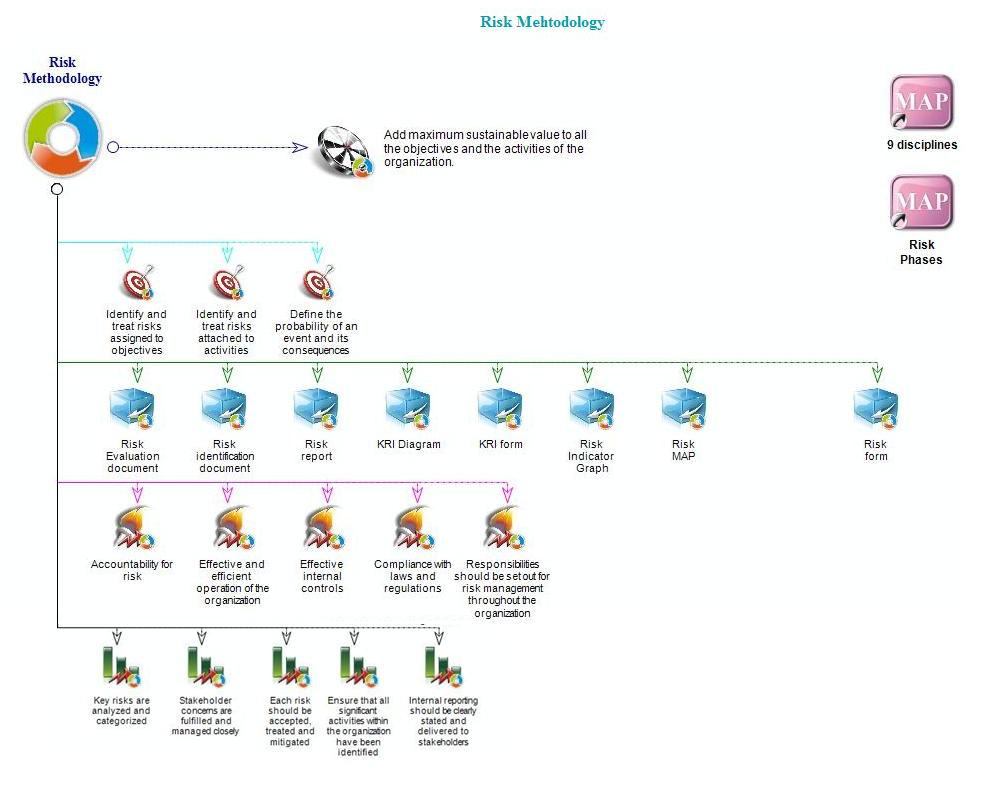 Risk Mehtodology
Risk
Methodology
Add maximum sustainable value to all
the objectives and the activities of the
organization.
MAP
9 disciplines
MAP
Risk
Phases
Identify and
treat risks
assigned to
objectives
Identify and
treat risks
attached to
activities
Define the
probability of an
event and its
consequences
Risk
Evaluation
document
Risk
identification
document
Risk
report
KRI Diagram
KRI form
Risk
Indicator
Graph
Risk
MAP
Risk
form
Accountability for
risk
Effective and
efficient
operation of the
organization
Effective
internal
controls
Compliance with
laws and
regulations
Responsibilities
should be set out for
risk management
throughout the
organization
Key risks are
analyzed and
categorized
Stakeholder
concerns are
fulfilled and
managed closely
Each risk
should be
accepted,
treated and
mitigated
Ensure that all
significant
activities within
the organization
have been
identified
Internal reporting
should be clearly
stated and
delivered to
stakeholders